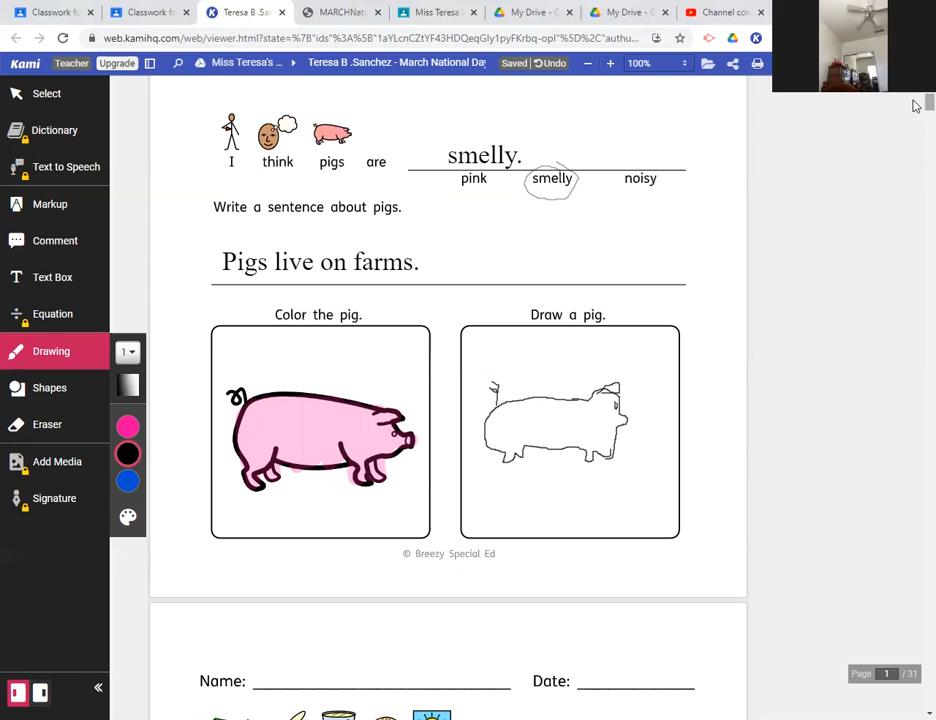 Classwork fo
Classwork fo
Teresa B .Sa
MARCHNat
Miss Teresa
My Drive - G
My Drive - G
Channel co
web.kamihq.com/web/viewer.html?state=%7B"ids"%3A%5B"1aYLcnCZtYF43HDQeqGIy1pyFKrbq-opI"%5D%2C"authu...
Kami Teacher Upgrade Miss Teresa's ... Teresa B .Sanchez - March National Day Saved Undo 100%
Select
Dictionary
Text to Speech
Markup
Comment
Text Box
Equation
Drawing
1
Shapes
Eraser
Add Media
Signature
I think pigs are smelly.
pink smelly noisy
Write a sentence about pigs.
Pigs live on farms.
Color the pig. Draw a pig.
© Breezy Special Ed
Name: Date:
Page 1 / 31